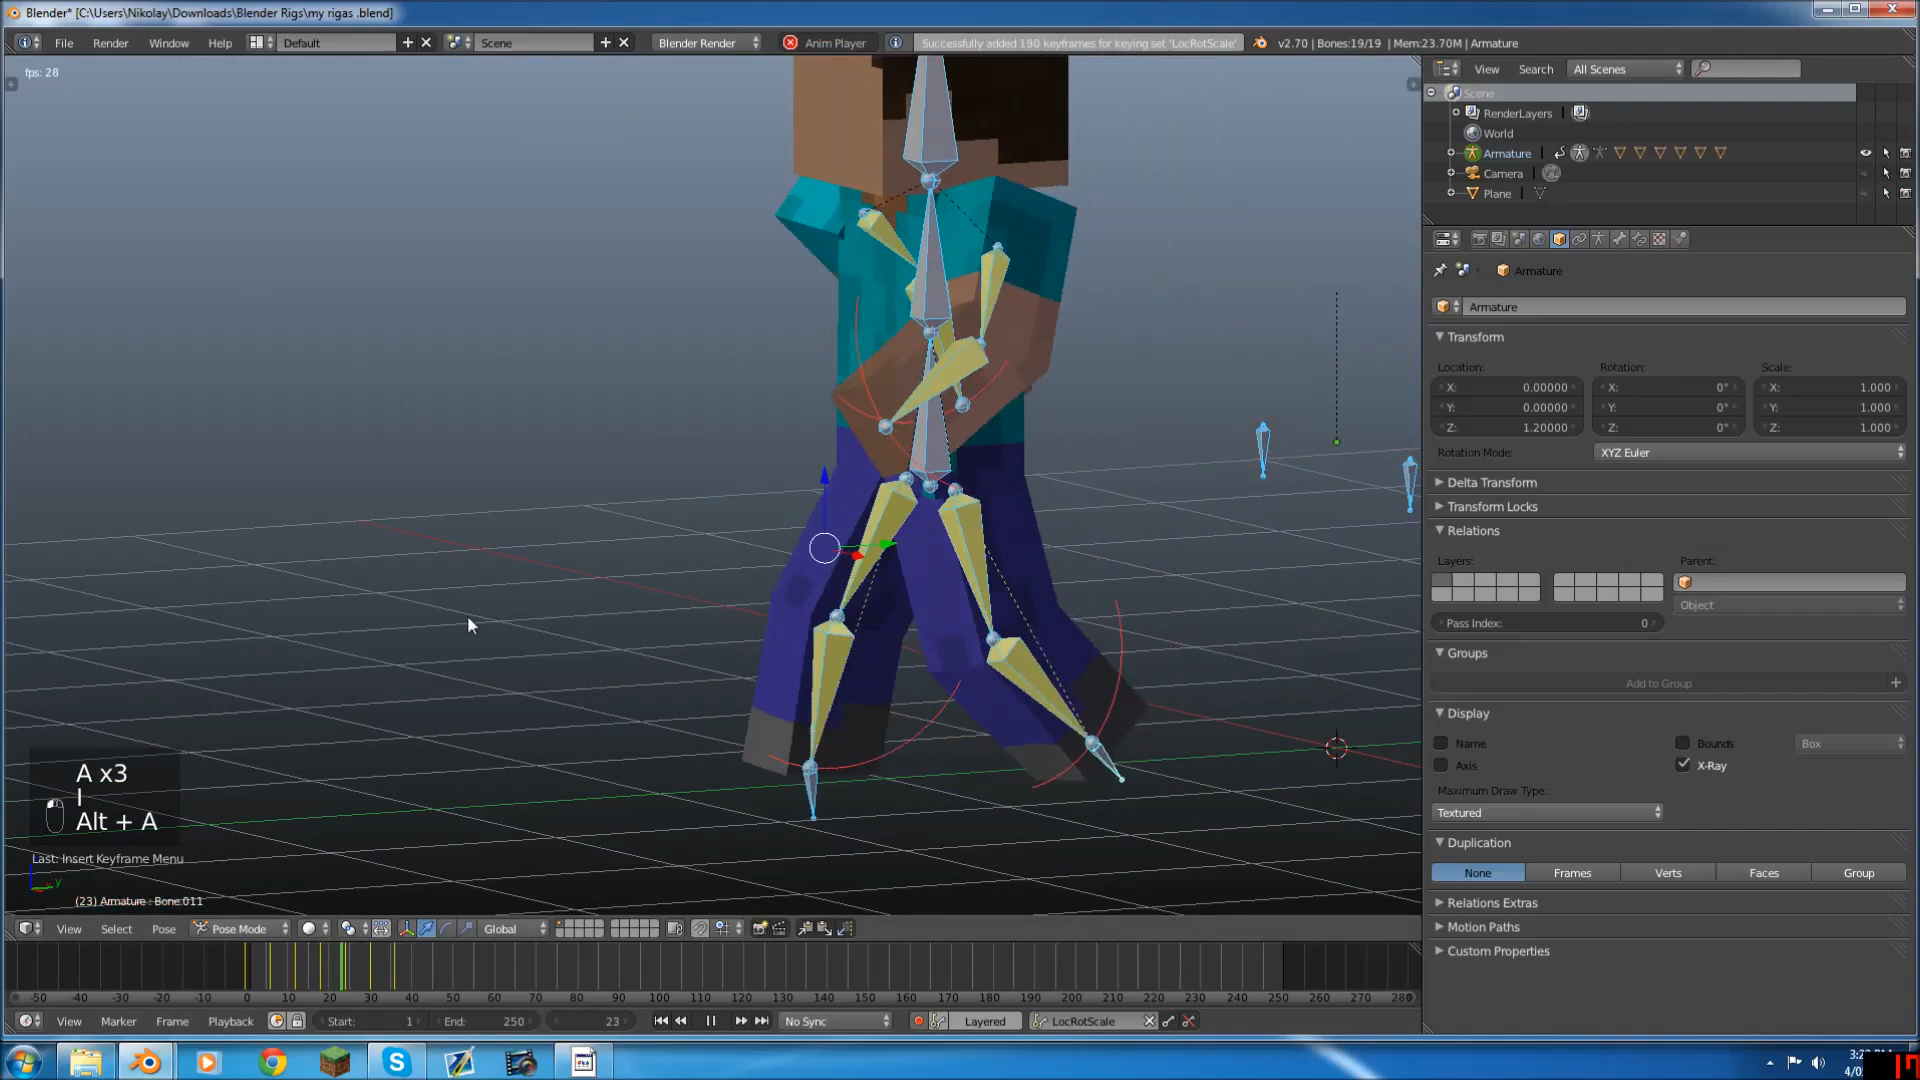 Blender* [C:\Users\Nikolay\Downloads\Blender Rigs\my rigas .blend]
File Render Window Help Default Scene Blender Render Anim Player Successfully added 190 keyframes for keying set 'LocRotScale' v2.70 | Bones:19/19 | Mem:23.70M | Armature
fps: 28
View Search All Scenes
Scene
RenderLayers
World
Armature
Camera
Plane
Armature
Armature
Transform
Location: Rotation: Scale:
X: 0.00000 X: 0° X: 1.000
Y: 0.00000 Y: 0° Y: 1.000
Z: 1.20000 Z: 0° Z: 1.000
Rotation Mode: XYZ Euler
Delta Transform
Transform Locks
Relations
Layers: Parent:
Object
Pass Index: 0
Groups
Add to Group
Display
Name Bounds Box
Axis X-Ray
Maximum Draw Type:
Textured
Duplication
None Frames Verts Faces Group
Relations Extras
Motion Paths
Custom Properties
A x3
I
Alt + A
Last: Insert Keyframe Menu
y
(23) Armature : Bone.011
View Select Pose Pose Mode Global
-50 -40 -30 -20 -10 0 10 20 30 40 50 60 70 80 90 100 110 120 130 140 150 160 170 180 190 200 210 220 230 240 250 260 270 280
View Marker Frame Playback Start: 1 End: 250 23 No Sync Layered LocRotScale